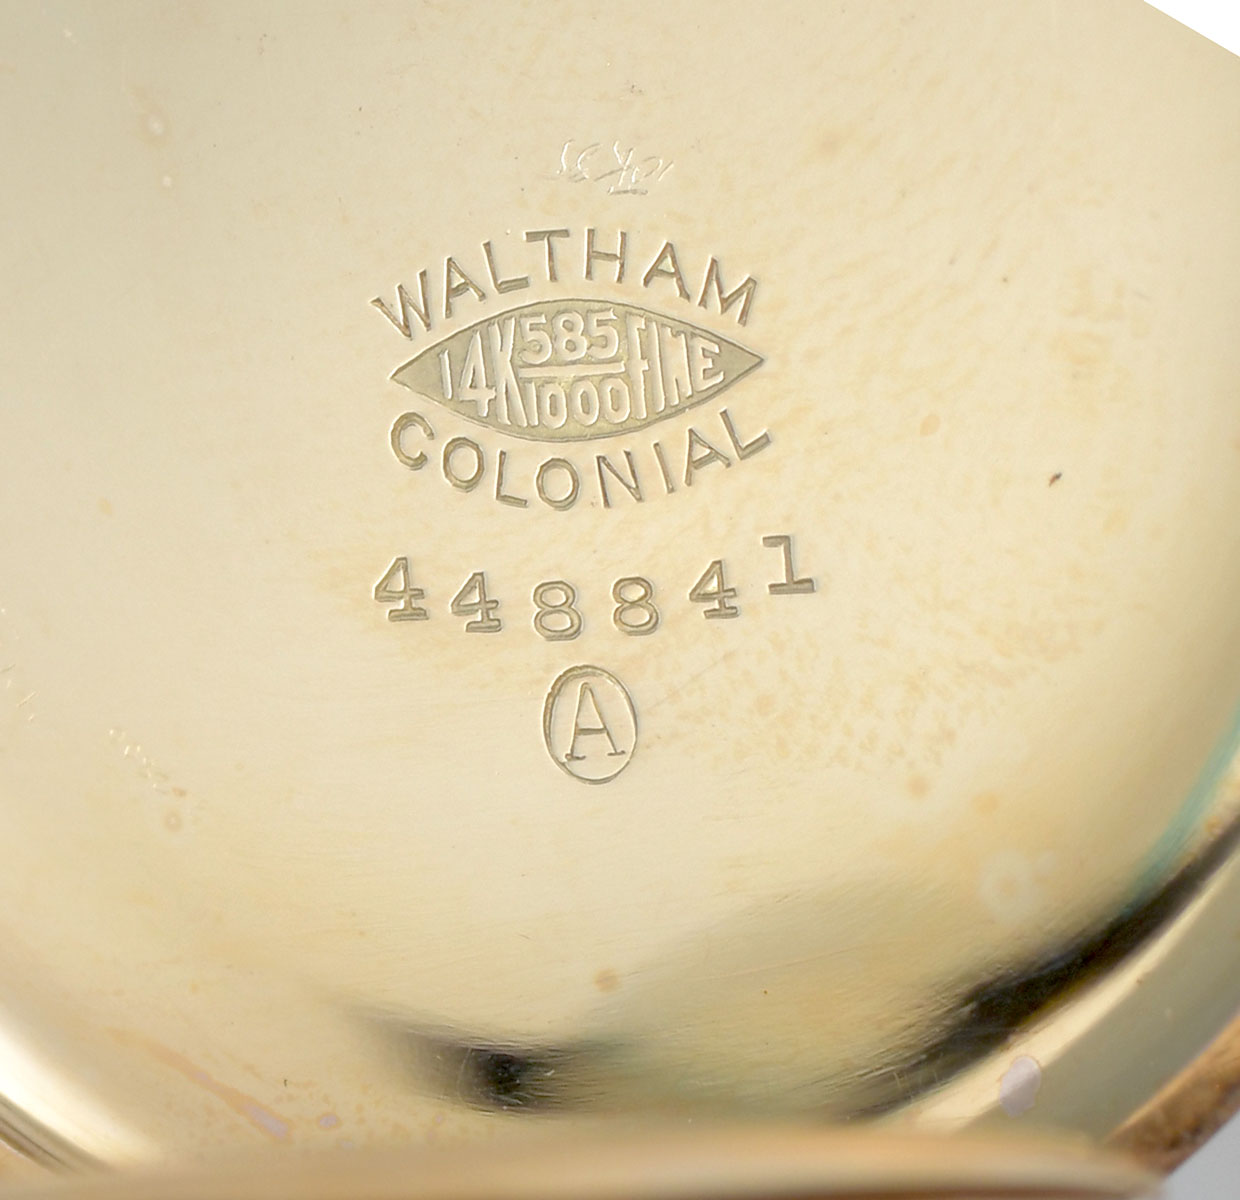 WALTHAM
14K 585/1000 FINE
COLONIAL
448841
A